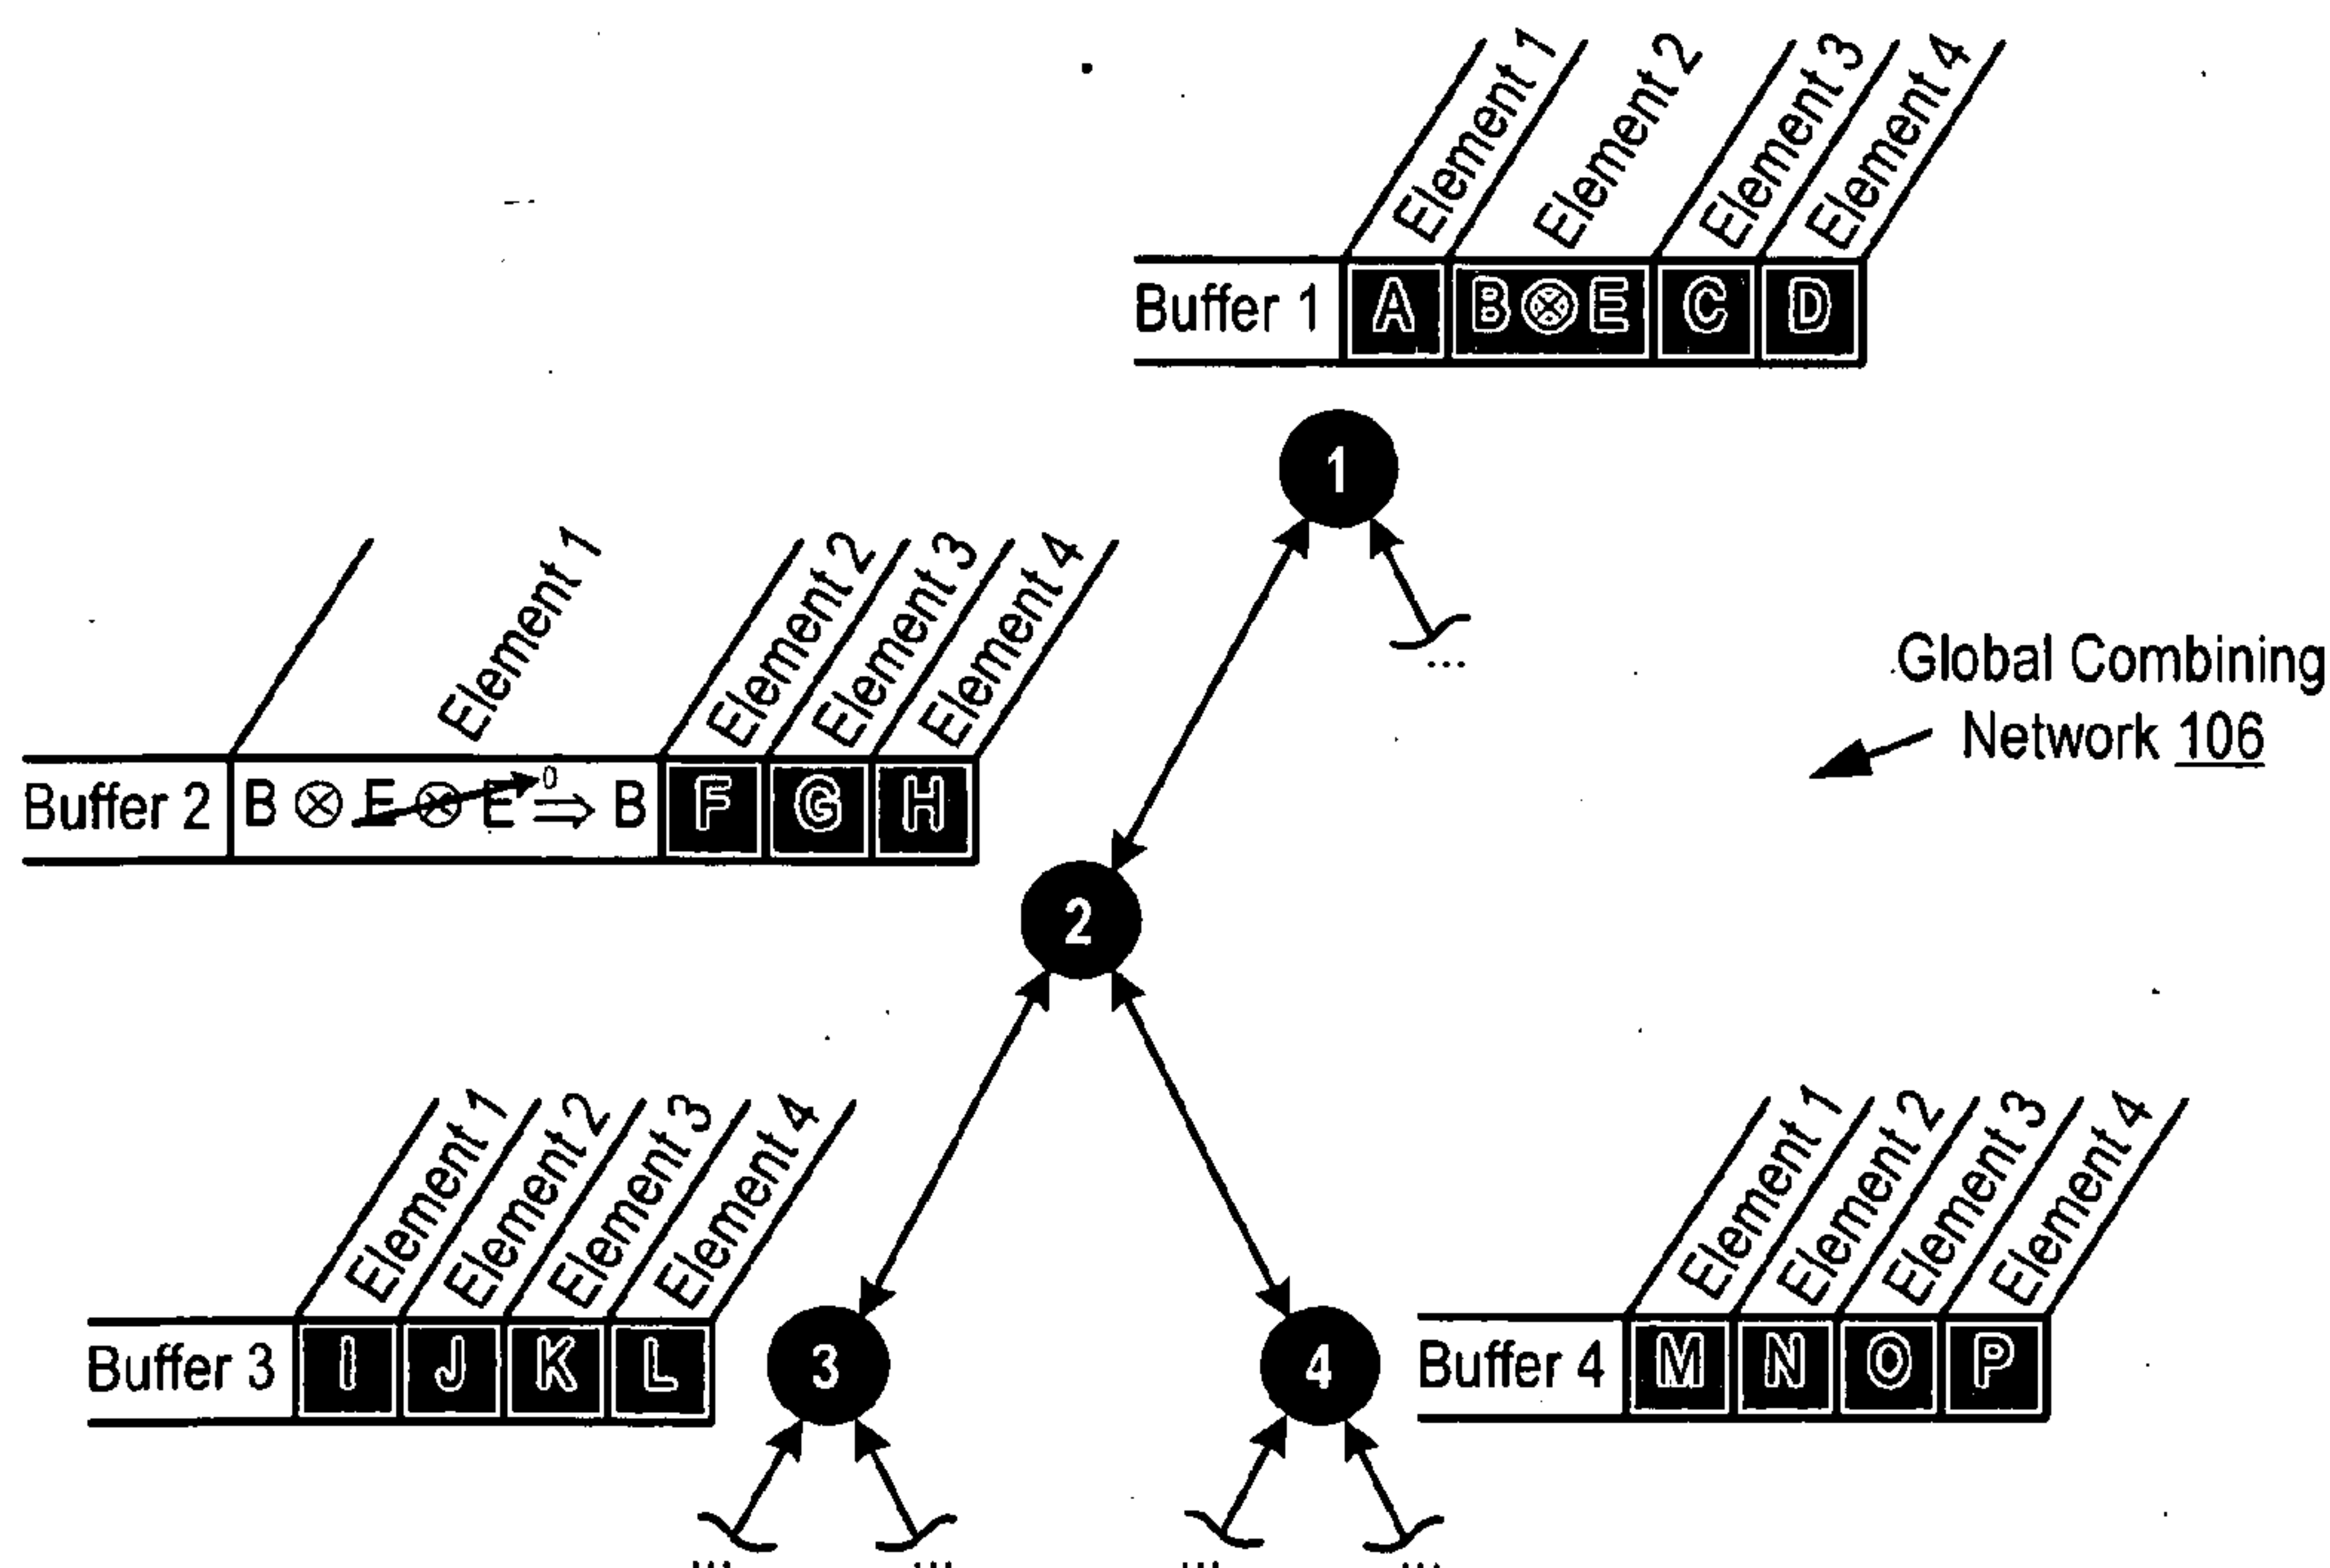 Element 1
Element 2
Element 3
Element 4
Buffer 1 A B⊗E C D
1
...
Global Combining
Network 106
Element 1
Element 2
Element 3
Element 4
Buffer 2 B ⊗ E ⊗ E 0 ⇒ B F G H
2
Element 1
Element 2
Element 3
Element 4
Buffer 3 I J K L
3
4
Element 1
Element 2
Element 3
Element 4
Buffer 4 M N O P
... ... ... ...